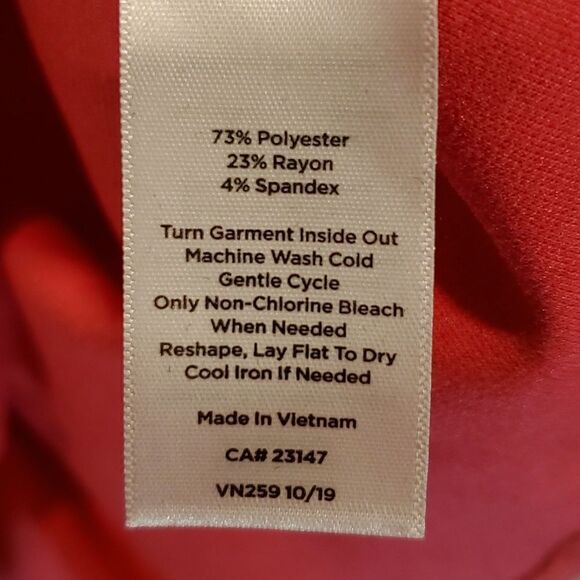 73% Polyester
23% Rayon
4% Spandex
Turn Garment Inside Out
Machine Wash Cold
Gentle Cycle
Only Non-Chlorine Bleach
When Needed
Reshape, Lay Flat To Dry
Cool Iron If Needed
Made In Vietnam
CA# 23147
VN259 10/19